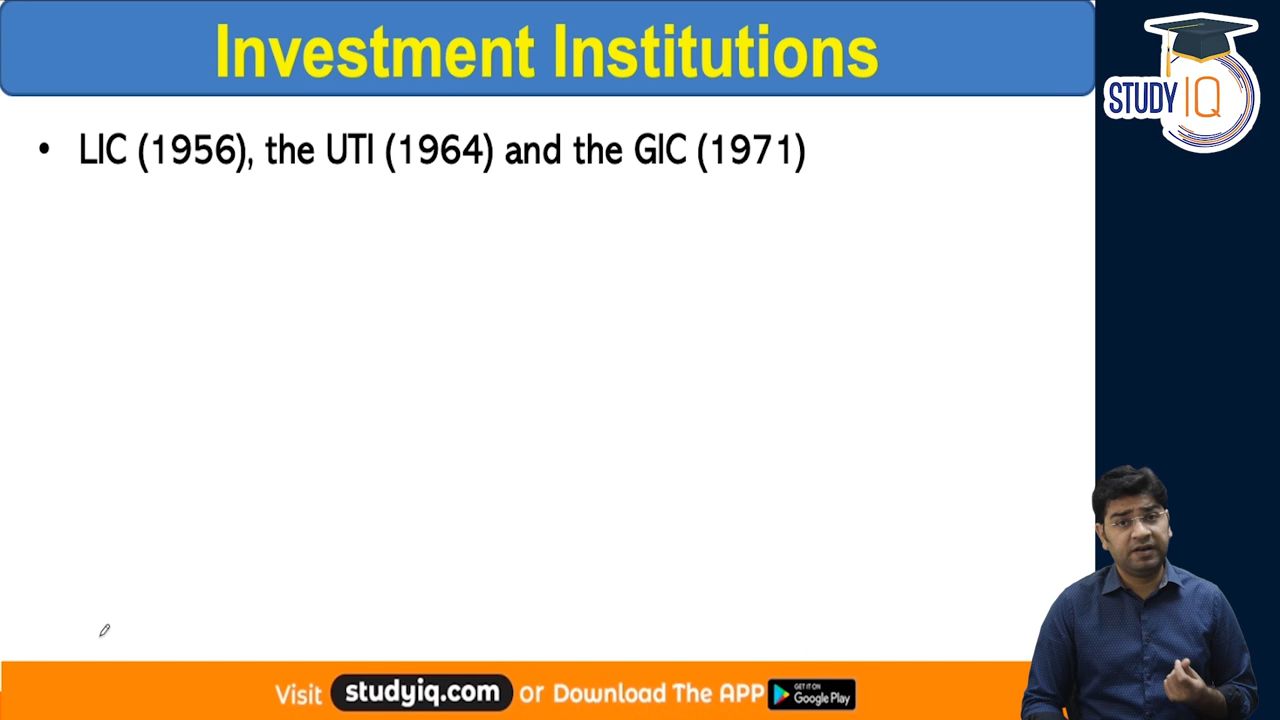 Investment Institutions
STUDY IQ
• LIC (1956), the UTI (1964) and the GIC (1971)
Visit studyiq.com or Download The APP GET IT ON Google Play